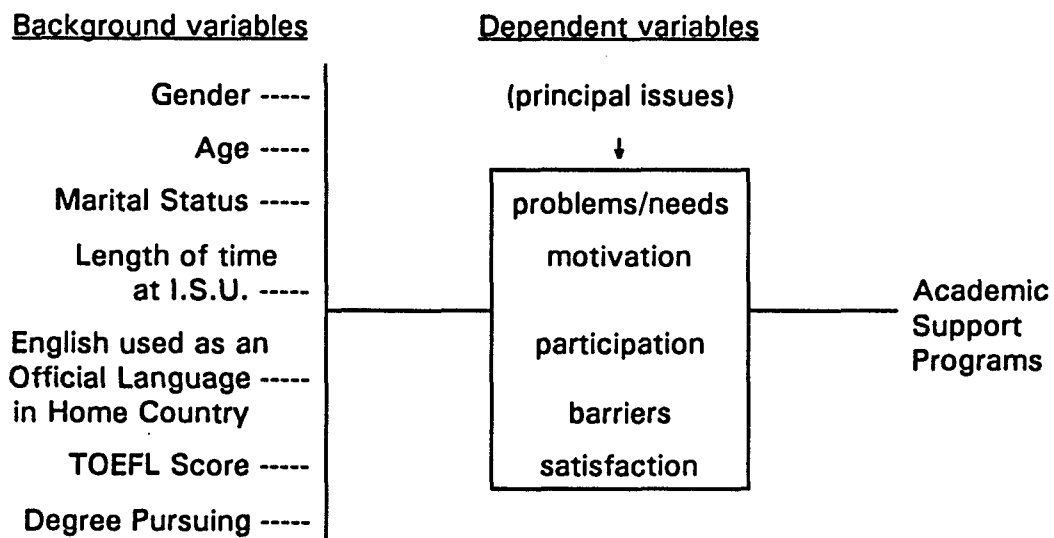 Background variables
Gender -----
Age -----
Marital Status -----
Length of time
at I.S.U. -----
English used as an
Official Language -----
in Home Country
TOEFL Score -----
Degree Pursuing -----
Dependent variables
(principal issues)
problems/needs
motivation
participation
barriers
satisfaction
Academic
Support
Programs